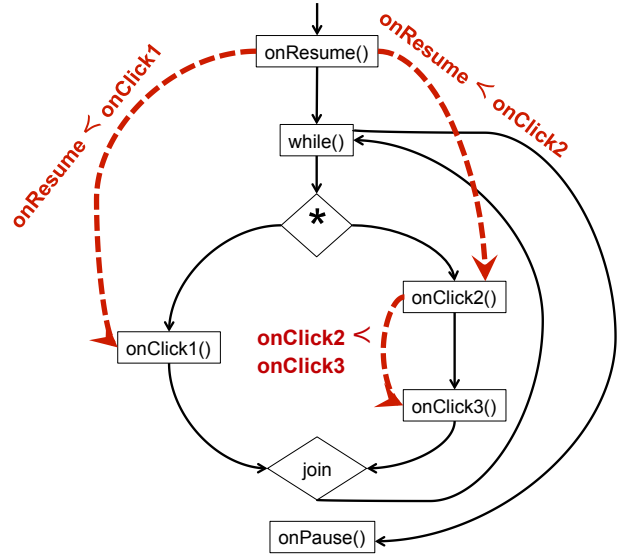 onResume()
onResume ≺ onClick1
onResume ≺ onClick2
while()
*
onClick2()
onClick1()
onClick2 ≺
onClick3
onClick3()
join
onPause()